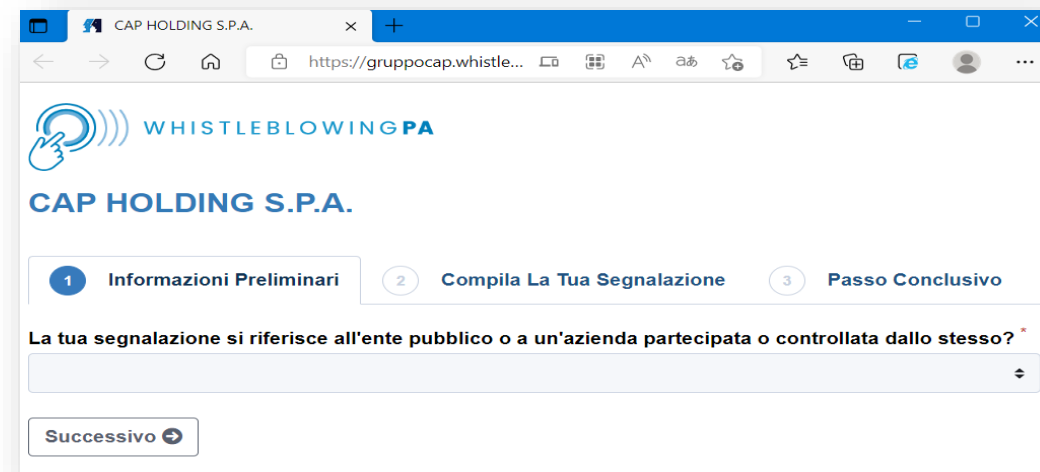 CAP HOLDING S.P.A.
https://gruppocap.whistle...
WHISTLEBLOWINGPA
CAP HOLDING S.P.A.
1 Informazioni Preliminari 2 Compila La Tua Segnalazione 3 Passo Conclusivo
La tua segnalazione si riferisce all'ente pubblico o a un'azienda partecipata o controllata dallo stesso? *
Successivo